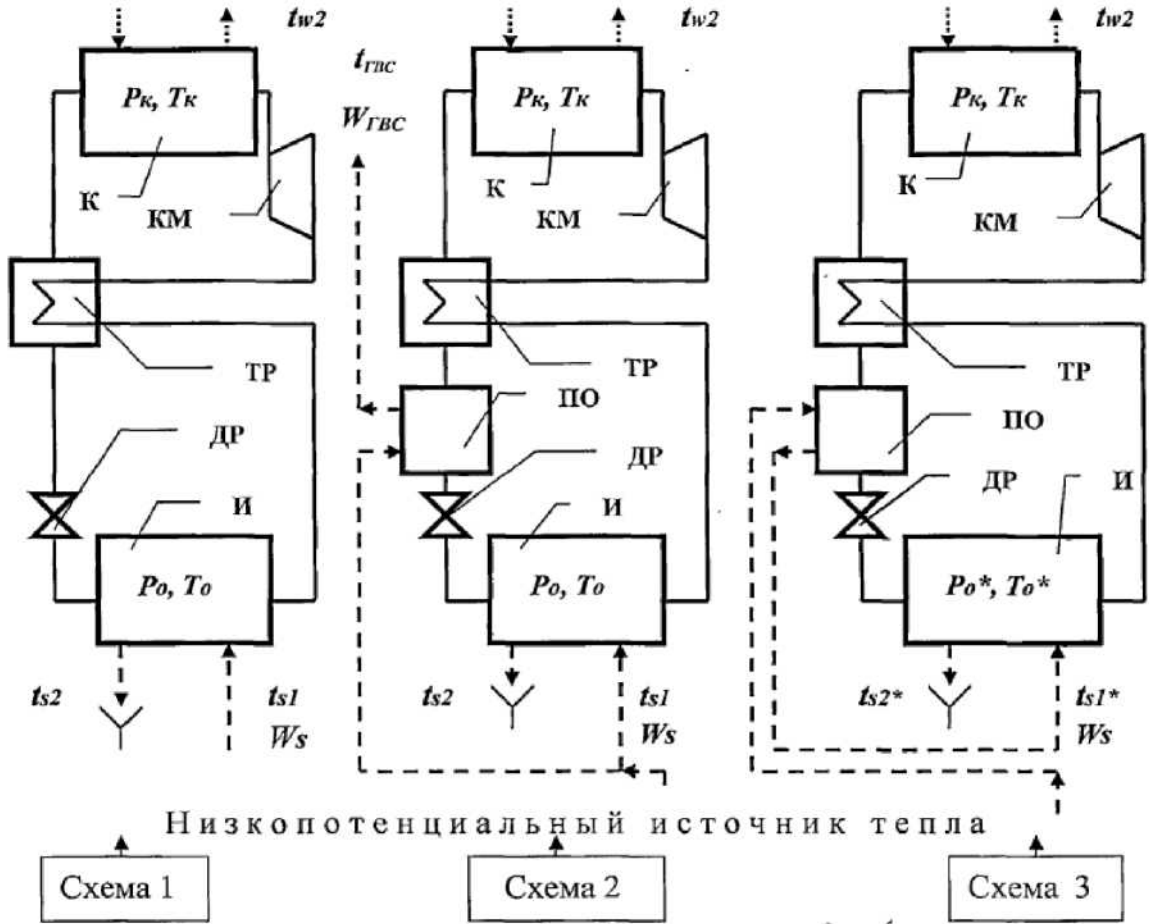 tw2
tw2
tw2
tГВС
WГВС
Pк, Tк
Pк, Tк
Pк, Tк
К
КМ
К
КМ
К
КМ
ТР
ТР
ТР
ПО
ПО
ДР
ДР
ДР
И
И
И
Po, To
Po, To
Po*, To*
ts2
ts1
Ws
ts2
ts1
Ws
ts2*
ts1*
Ws
Низкопотенциальный источник тепла
Схема 1
Схема 2
Схема 3